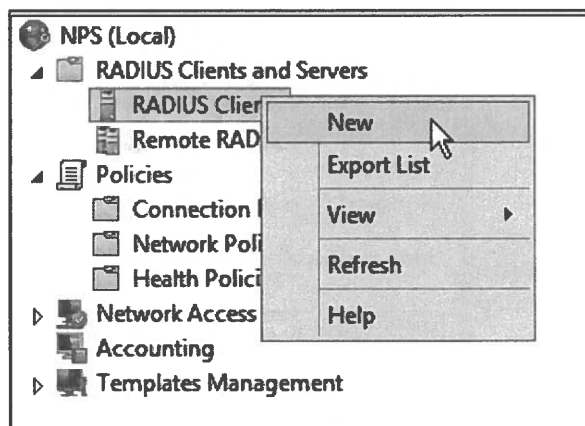 NPS (Local)
RADIUS Clients and Servers
RADIUS Clie
Remote RAD
Policies
Connection
Network Poli
Health Polici
Network Access
Accounting
Templates Management
New
Export List
View
Refresh
Help